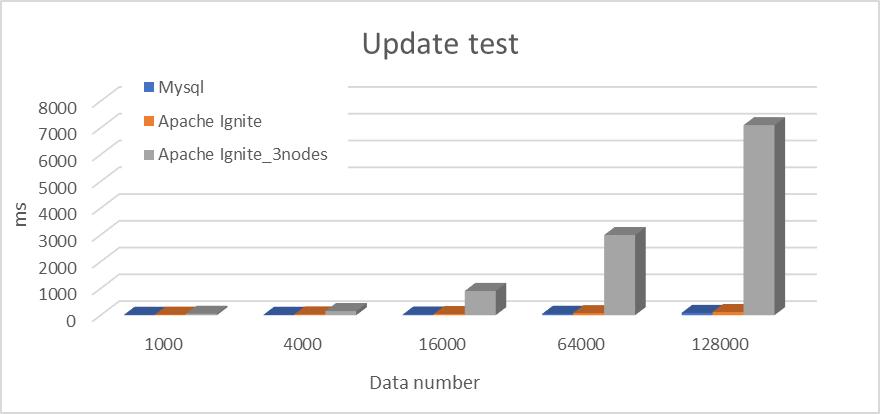 Update test
Mysql
Apache Ignite
Apache Ignite_3nodes
8000
7000
6000
5000
4000
3000
2000
1000
0
ms
1000 4000 16000 64000 128000
Data number